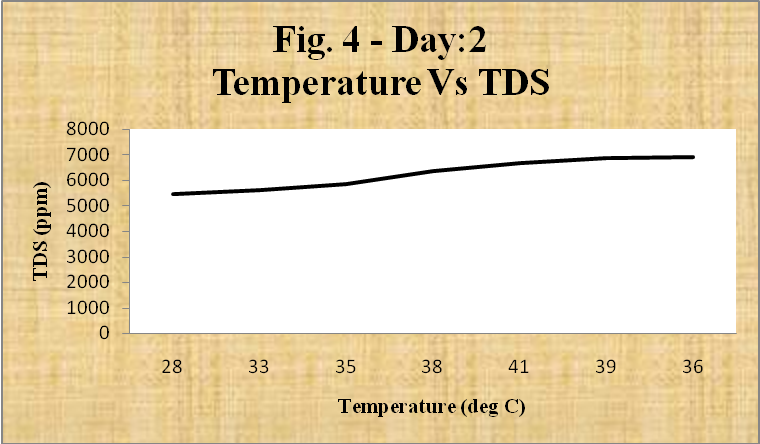 Fig. 4 - Day:2
Temperature Vs TDS
8000
7000
6000
5000
4000
3000
2000
1000
0
TDS (ppm)
28 33 35 38 41 39 36
Temperature (deg C)